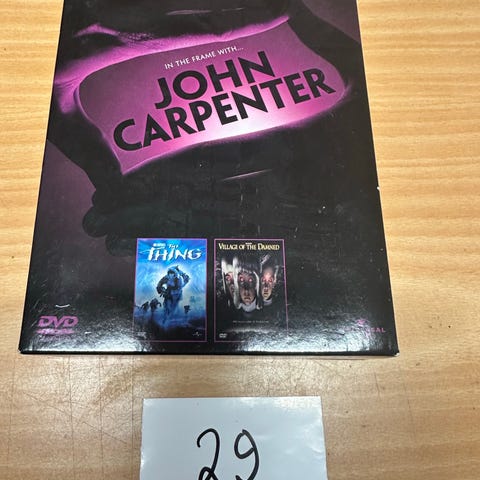 IN THE FRAME WITH...
JOHN
CARPENTER
THE
THING
VILLAGE OF THE DAMNED
DVD
29